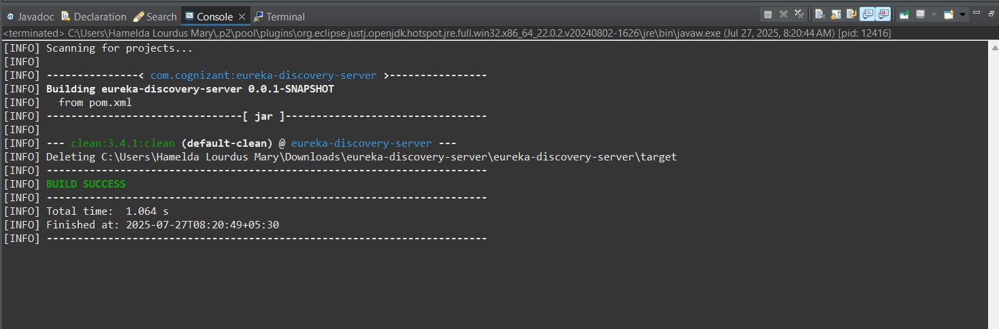 Javadoc Declaration Search Console Terminal
<terminated> C:\Users\Hamelda Lourdus Mary\.p2\pool\plugins\org.eclipse.justj.openjdk.hotspot.jre.full.win32.x86_64_22.0.2.v20240802-1626\jre\bin\javaw.exe (Jul 27, 2025, 8:20:44 AM) [pid: 12416]
[INFO] Scanning for projects...
[INFO]
[INFO] ---------------< com.cognizant:eureka-discovery-server >----------------
[INFO] Building eureka-discovery-server 0.0.1-SNAPSHOT
[INFO]   from pom.xml
[INFO] --------------------------------[ jar ]---------------------------------
[INFO]
[INFO] --- clean:3.4.1:clean (default-clean) @ eureka-discovery-server ---
[INFO] Deleting C:\Users\Hamelda Lourdus Mary\Downloads\eureka-discovery-server\eureka-discovery-server\target
[INFO] ------------------------------------------------------------------------
[INFO] BUILD SUCCESS
[INFO] ------------------------------------------------------------------------
[INFO] Total time:  1.064 s
[INFO] Finished at: 2025-07-27T08:20:49+05:30
[INFO] ------------------------------------------------------------------------